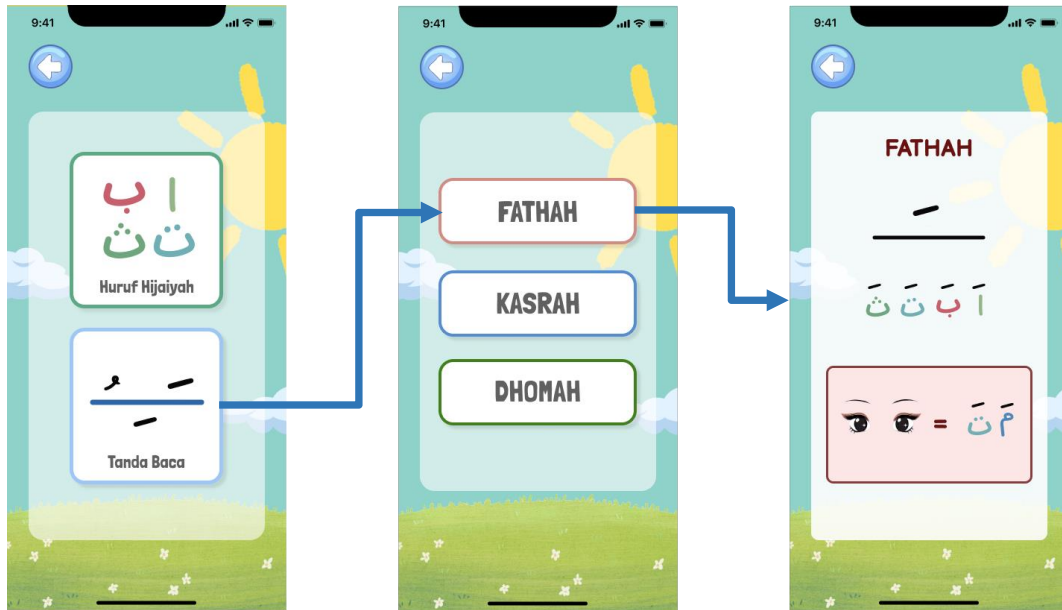 9:41
ا ب
ت ث
Huruf Hijaiyah
Tanda Baca
9:41
FATHAH
KASRAH
DHOMAH
9:41
FATHAH
اَ بَ تَ ثَ
= مَ تَ